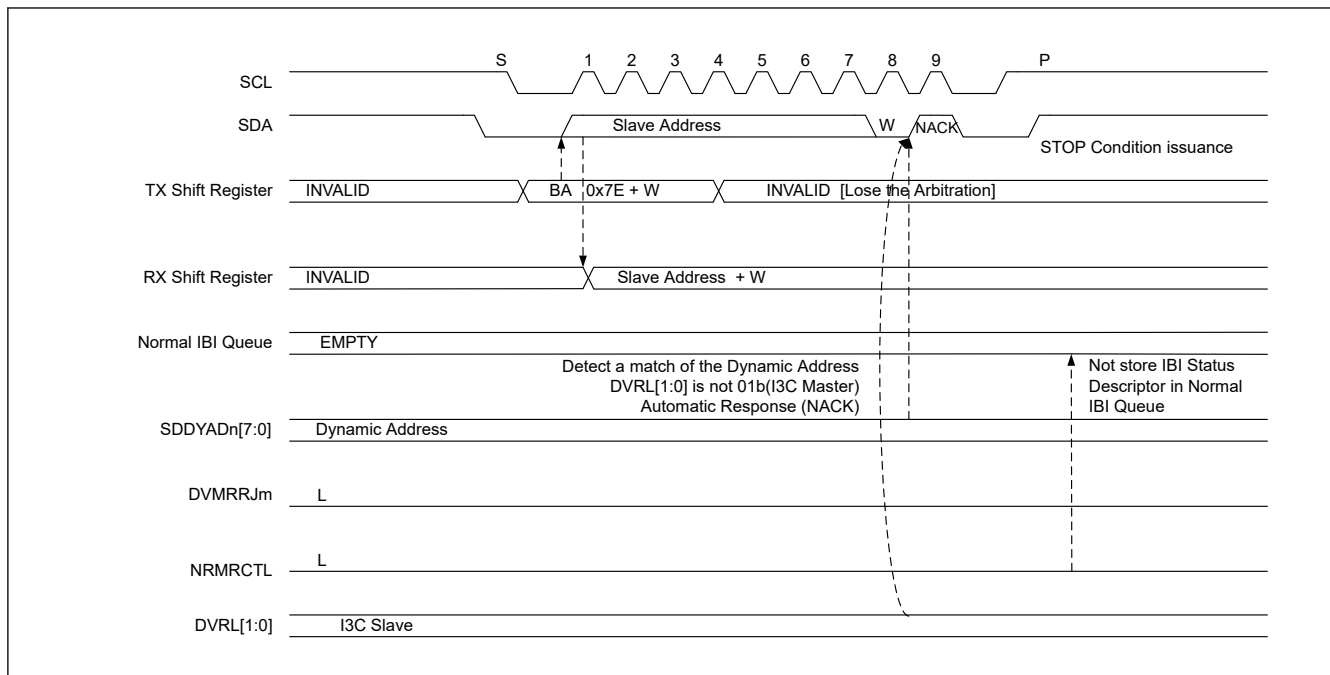 S 1 2 3 4 5 6 7 8 9 P
SCL
SDA Slave Address W NACK
STOP Condition issuance
TX Shift Register INVALID BA 0x7E + W INVALID [Lose the Arbitration]
RX Shift Register INVALID Slave Address + W
Normal IBI Queue EMPTY
Detect a match of the Dynamic Address
DVRL[1:0] is not 01b(I3C Master)
Automatic Response (NACK)
Not store IBI Status
Descriptor in Normal
IBI Queue
SDDYADn[7:0] Dynamic Address
DVMRRJm L
NRMRCTL L
DVRL[1:0] I3C Slave